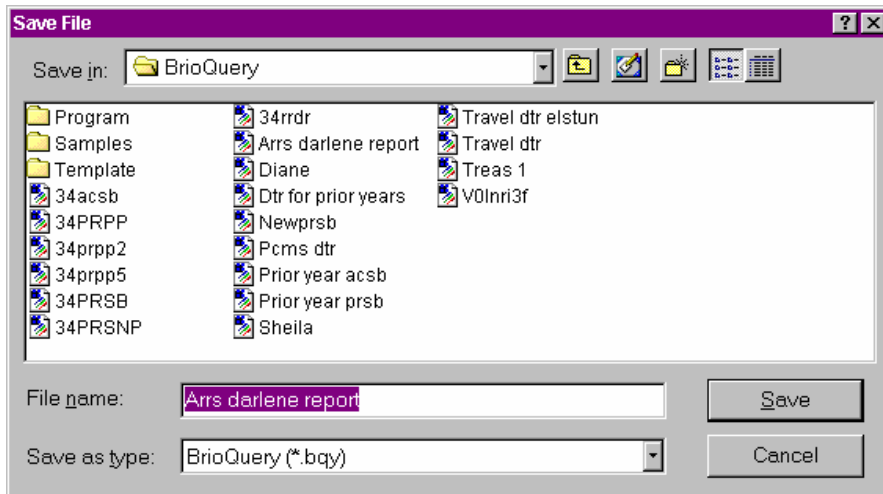 Save File
Save in: BrioQuery
Program
Samples
Template
34acsb
34PRPP
34prpp2
34prpp5
34PRSB
34PRSNP
34rrdr
Arrs darlene report
Diane
Dtr for prior years
Newprsb
Pcms dtr
Prior year acsb
Prior year prsb
Sheila
Travel dtr elstun
Travel dtr
Treas 1
V0lnri3f
File name: Arrs darlene report
Save
Save as type: BrioQuery (*.bqy)
Cancel